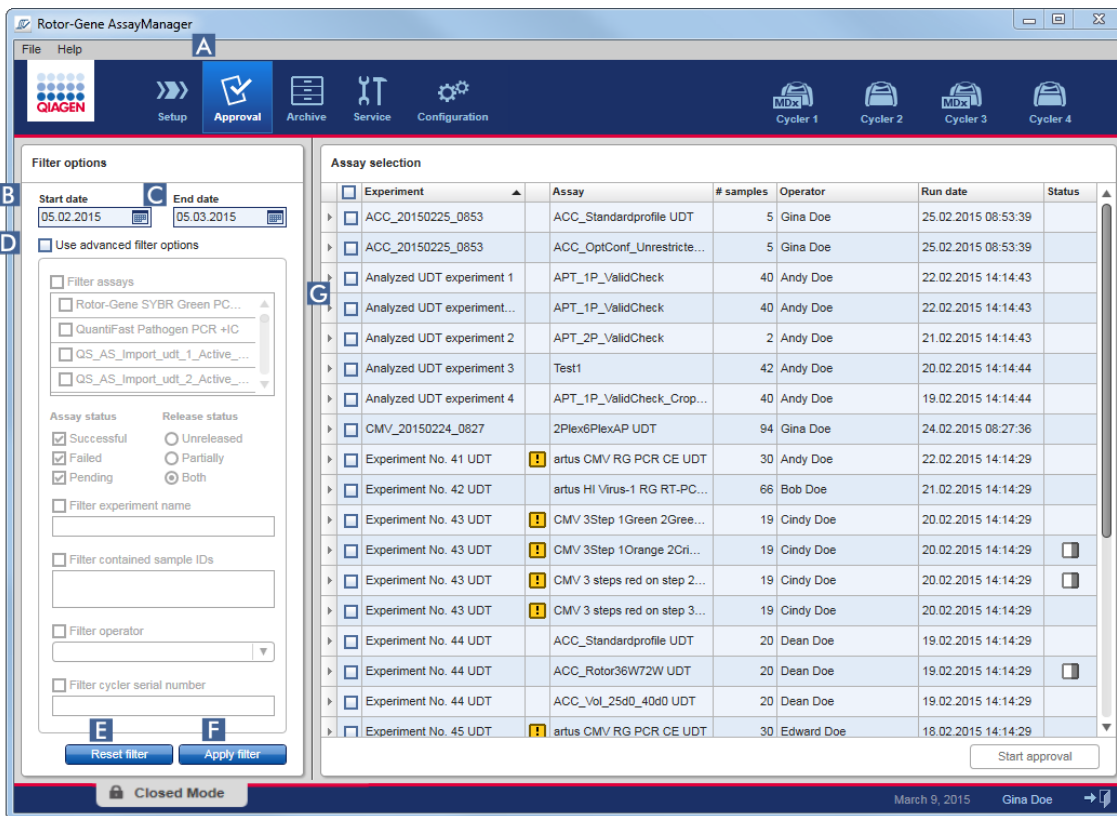 Rotor-Gene AssayManager
File Help
A
QIAGEN
Setup
Approval
Archive
Service
Configuration
MDx
Cycler 1
Cycler 2
MDx
Cycler 3
Cycler 4
Filter options
B
Start date
C
End date
05.02.2015
05.03.2015
D
Use advanced filter options
Filter assays
Rotor-Gene SYBR Green PC...
QuantiFast Pathogen PCR +IC
QS_AS_Import_udt_1_Active_...
QS_AS_Import_udt_2_Active_...
Assay status Release status
Successful Unreleased
Failed Partially
Pending Both
Filter experiment name
Filter contained sample IDs
Filter operator
Filter cycler serial number
E
F
Reset filter
Apply filter
Assay selection
G
Experiment Assay # samples Operator Run date Status
ACC_20150225_0853 ACC_Standardprofile UDT 5 Gina Doe 25.02.2015 08:53:39
ACC_20150225_0853 ACC_OptConf_Unrestricte... 5 Gina Doe 25.02.2015 08:53:39
Analyzed UDT experiment 1 APT_1P_ValidCheck 40 Andy Doe 22.02.2015 14:14:43
Analyzed UDT experiment... APT_1P_ValidCheck 40 Andy Doe 22.02.2015 14:14:43
Analyzed UDT experiment 2 APT_2P_ValidCheck 2 Andy Doe 21.02.2015 14:14:43
Analyzed UDT experiment 3 Test1 42 Andy Doe 20.02.2015 14:14:44
Analyzed UDT experiment 4 APT_1P_ValidCheck_Crop... 40 Andy Doe 19.02.2015 14:14:44
CMV_20150224_0827 2Plex6PlexAP UDT 94 Gina Doe 24.02.2015 08:27:36
Experiment No. 41 UDT ! artus CMV RG PCR CE UDT 30 Andy Doe 22.02.2015 14:14:29
Experiment No. 42 UDT artus HI Virus-1 RG RT-PC... 66 Bob Doe 21.02.2015 14:14:29
Experiment No. 43 UDT ! CMV 3Step 1Green 2Gree... 19 Cindy Doe 20.02.2015 14:14:29
Experiment No. 43 UDT ! CMV 3Step 1Orange 2Cri... 19 Cindy Doe 20.02.2015 14:14:29
Experiment No. 43 UDT ! CMV 3 steps red on step 2... 19 Cindy Doe 20.02.2015 14:14:29
Experiment No. 43 UDT ! CMV 3 steps red on step 3... 19 Cindy Doe 20.02.2015 14:14:29
Experiment No. 44 UDT ACC_Standardprofile UDT 20 Dean Doe 19.02.2015 14:14:29
Experiment No. 44 UDT ACC_Rotor36W72W UDT 20 Dean Doe 19.02.2015 14:14:29
Experiment No. 44 UDT ACC_Vol_25d0_40d0 UDT 20 Dean Doe 19.02.2015 14:14:29
Experiment No. 45 UDT ! artus CMV RG PCR CE UDT 30 Edward Doe 18.02.2015 14:14:29
Start approval
Closed Mode
March 9, 2015 Gina Doe